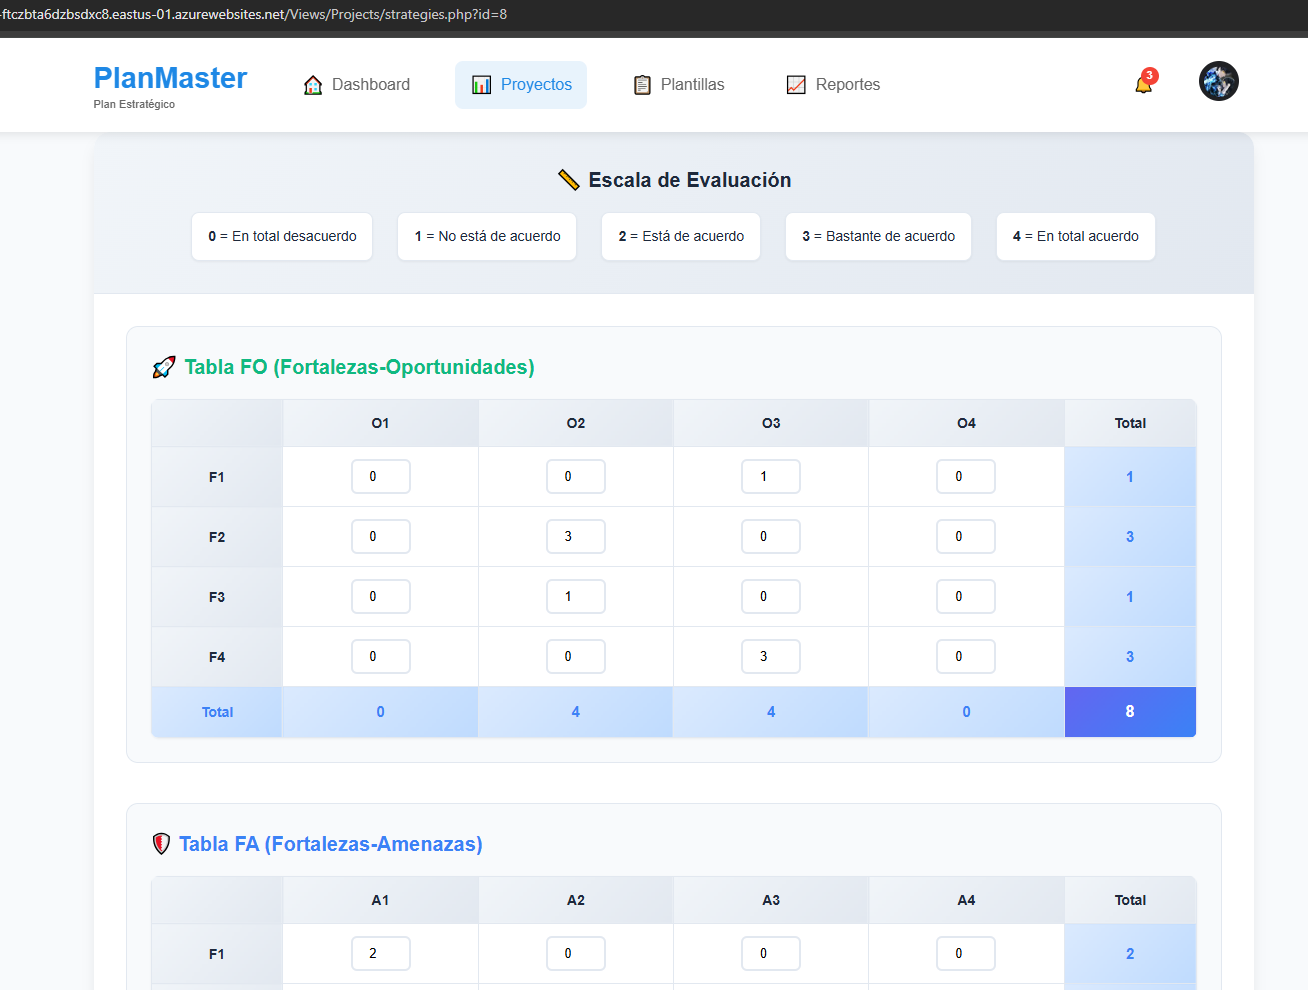 -ftczbta6dzbsdxc8.eastus-01.azurewebsites.net/Views/Projects/strategies.php?id=8
PlanMaster
Plan Estratégico
Dashboard
Proyectos
Plantillas
Reportes
3
Escala de Evaluación
0 = En total desacuerdo
1 = No está de acuerdo
2 = Está de acuerdo
3 = Bastante de acuerdo
4 = En total acuerdo
Tabla FO (Fortalezas-Oportunidades)
O1 O2 O3 O4 Total
F1 0 0 1 0 1
F2 0 3 0 0 3
F3 0 1 0 0 1
F4 0 0 3 0 3
Total 0 4 4 0 8
Tabla FA (Fortalezas-Amenazas)
A1 A2 A3 A4 Total
F1 2 0 0 0 2